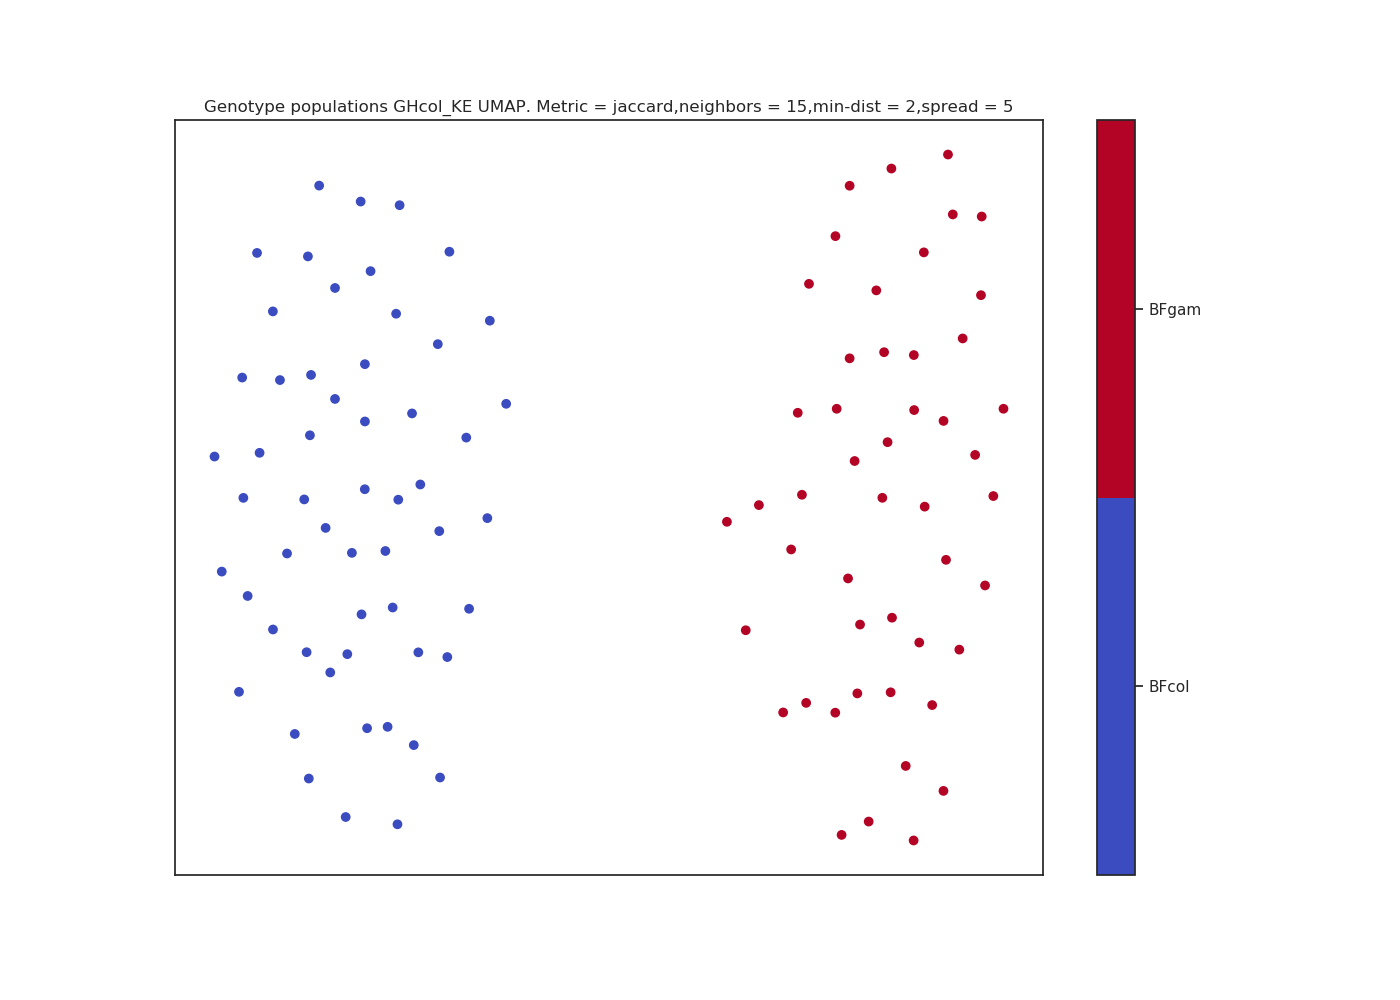 Genotype populations GHcol_KE UMAP. Metric = jaccard,neighbors = 15,min-dist = 2,spread = 5
BFgam
BFcol